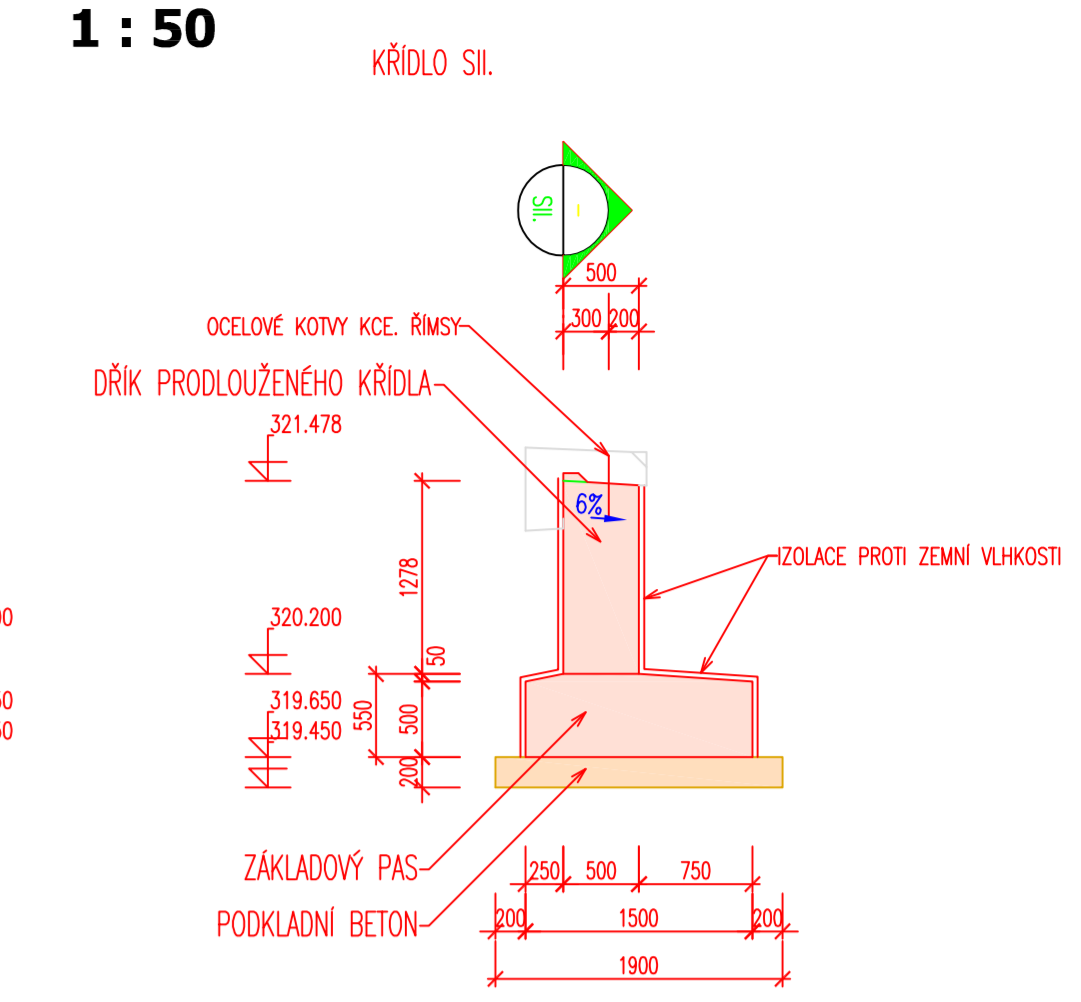 1 : 50
KŘÍDLO SII.
SII.
500
300 200
OCELOVÉ KOTVY KCE. ŘÍMSY
DŘÍK PRODLOUŽENÉHO KŘÍDLA
321.478
6%
1278
IZOLACE PROTI ZEMNÍ VLHKOSTI
320.200
50
319.650
550
500
319.450
200
ZÁKLADOVÝ PAS
250 500 750
PODKLADNÍ BETON
200 1500 200
1900